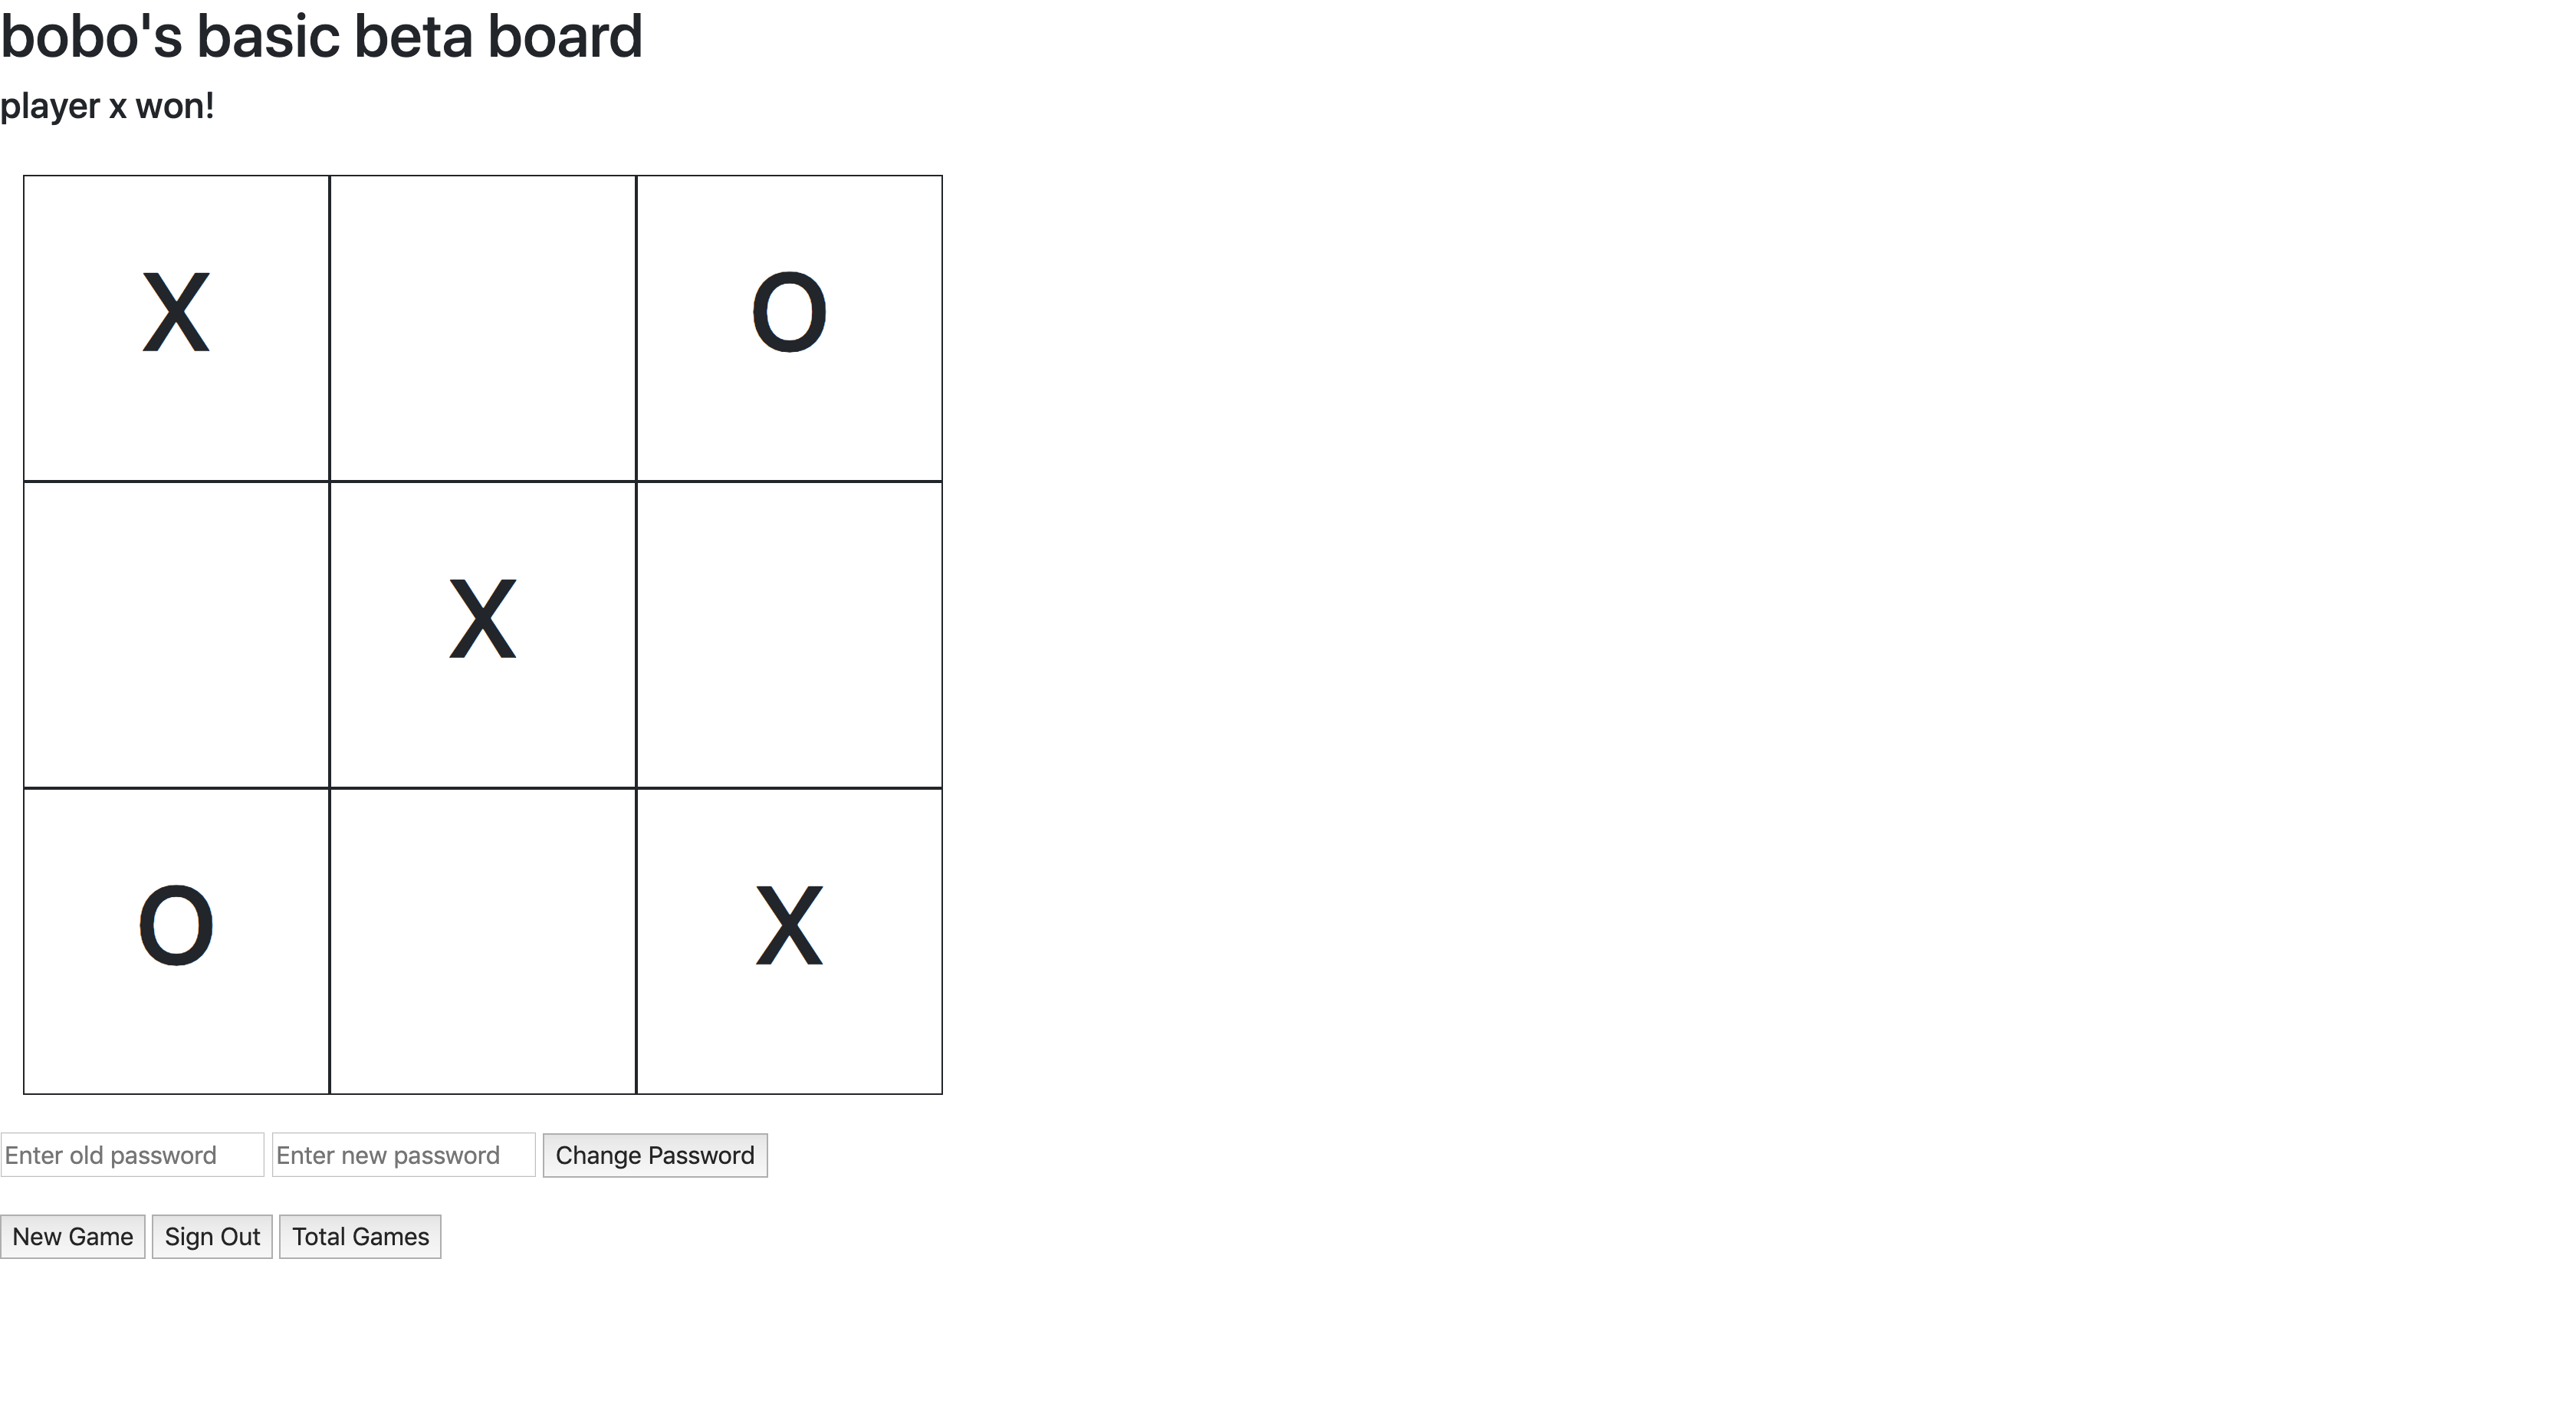 bobo's basic beta board
player x won!
X O
X
O X
Enter old password Enter new password Change Password
New Game Sign Out Total Games